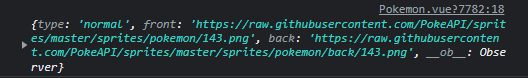 Pokemon.vue?7782:18
{type: 'normal', front: 'https://raw.githubusercontent.com/PokeAPI/sprit
es/master/sprites/pokemon/143.png', back: 'https://raw.githubusercontent
.com/PokeAPI/sprites/master/sprites/pokemon/back/143.png', __ob__: Obse
rver}